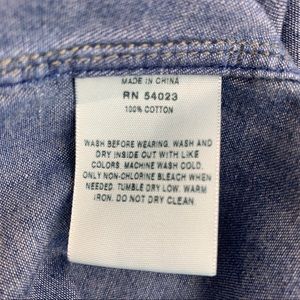 MADE IN CHINA
RN 54023
100% COTTON
WASH BEFORE WEARING. WASH AND
DRY INSIDE OUT WITH LIKE
COLORS. MACHINE WASH COLD.
ONLY NON-CHLORINE BLEACH WHEN
NEEDED. TUMBLE DRY LOW. WARM
IRON. DO NOT DRY CLEAN